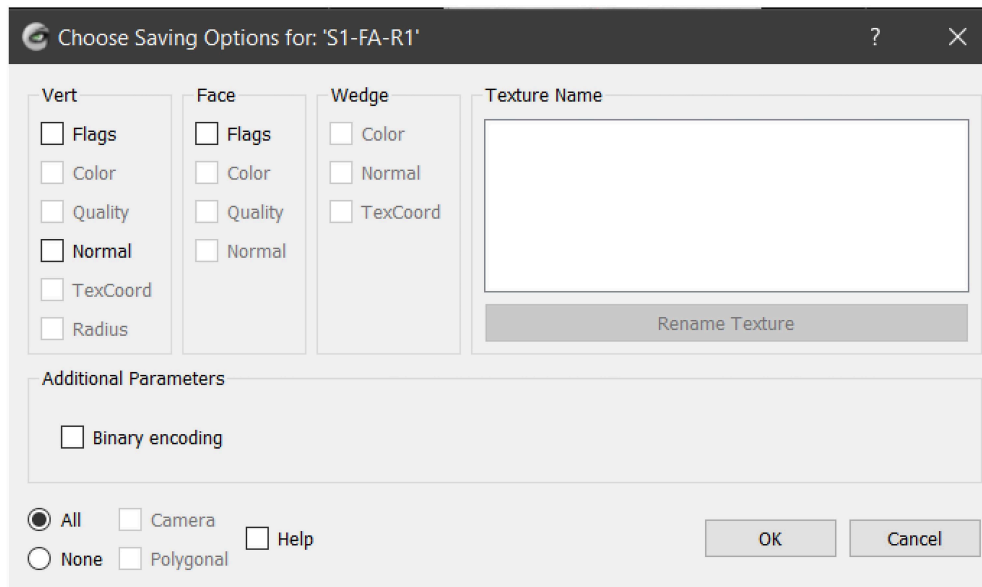 Choose Saving Options for: 'S1-FA-R1'
?
Vert
Flags
Color
Quality
Normal
TexCoord
Radius
Face
Flags
Color
Quality
Normal
Wedge
Color
Normal
TexCoord
Texture Name
Rename Texture
Additional Parameters
Binary encoding
All
None
Camera
Polygonal
Help
OK
Cancel